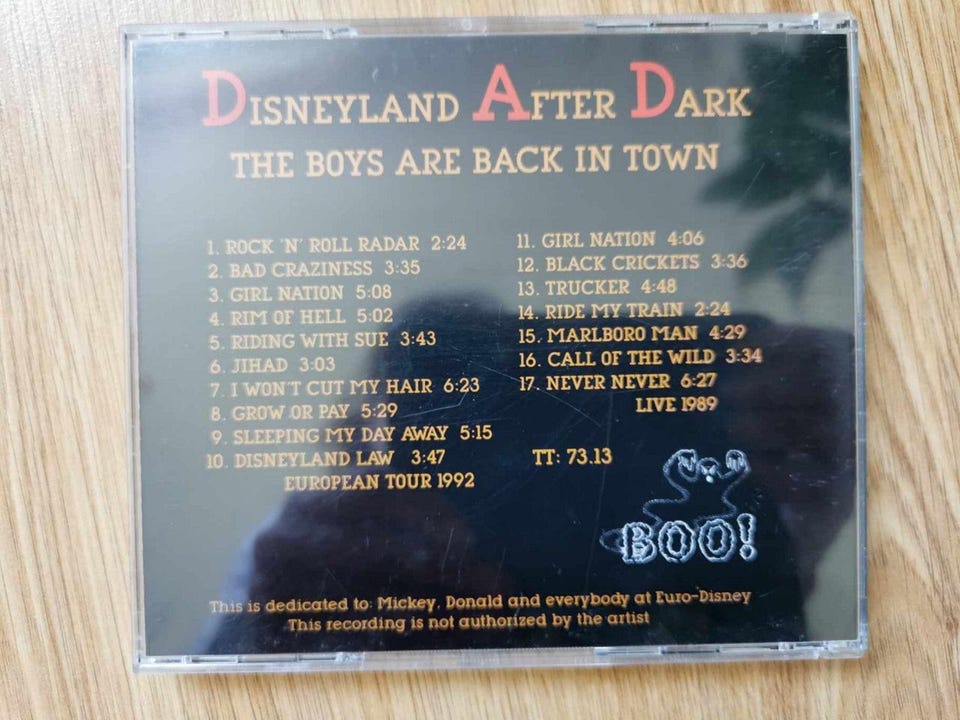 DISNEYLAND AFTER DARK
THE BOYS ARE BACK IN TOWN
1. ROCK 'N' ROLL RADAR 2:24
2. BAD CRAZINESS 3:35
3. GIRL NATION 5:08
4. RIM OF HELL 5:02
5. RIDING WITH SUE 3:43
6. JIHAD 3:03
7. I WON'T CUT MY HAIR 6:23
8. GROW OR PAY 5:29
9. SLEEPING MY DAY AWAY 5:15
10. DISNEYLAND LAW 3:47
EUROPEAN TOUR 1992
11. GIRL NATION 4:06
12. BLACK CRICKETS 3:36
13. TRUCKER 4:48
14. RIDE MY TRAIN 2:24
15. MARLBORO MAN 4:29
16. CALL OF THE WILD 3:34
17. NEVER NEVER 6:27
LIVE 1989
TT: 73.13
BOO!
This is dedicated to: Mickey, Donald and everybody at Euro-Disney
This recording is not authorized by the artist